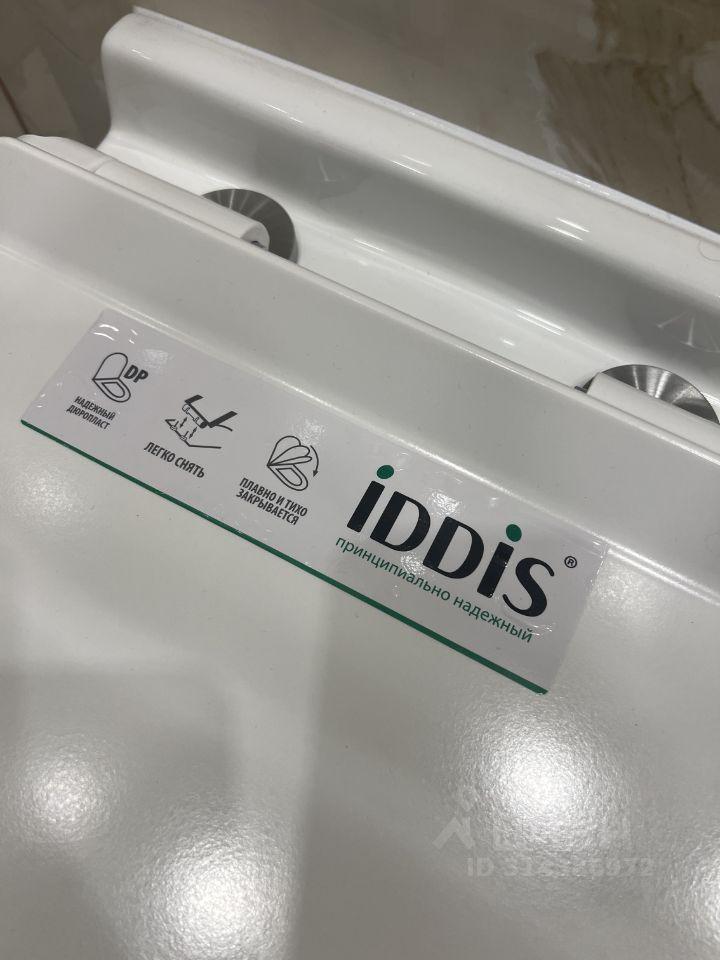 DP
НАДЕЖНЫЙ
ДЮРОПЛАСТ
ЛЕГКО СНЯТЬ
ПЛАВНО И ТИХО
ЗАКРЫВАЕТСЯ
iDDiS®
принципиально надежный